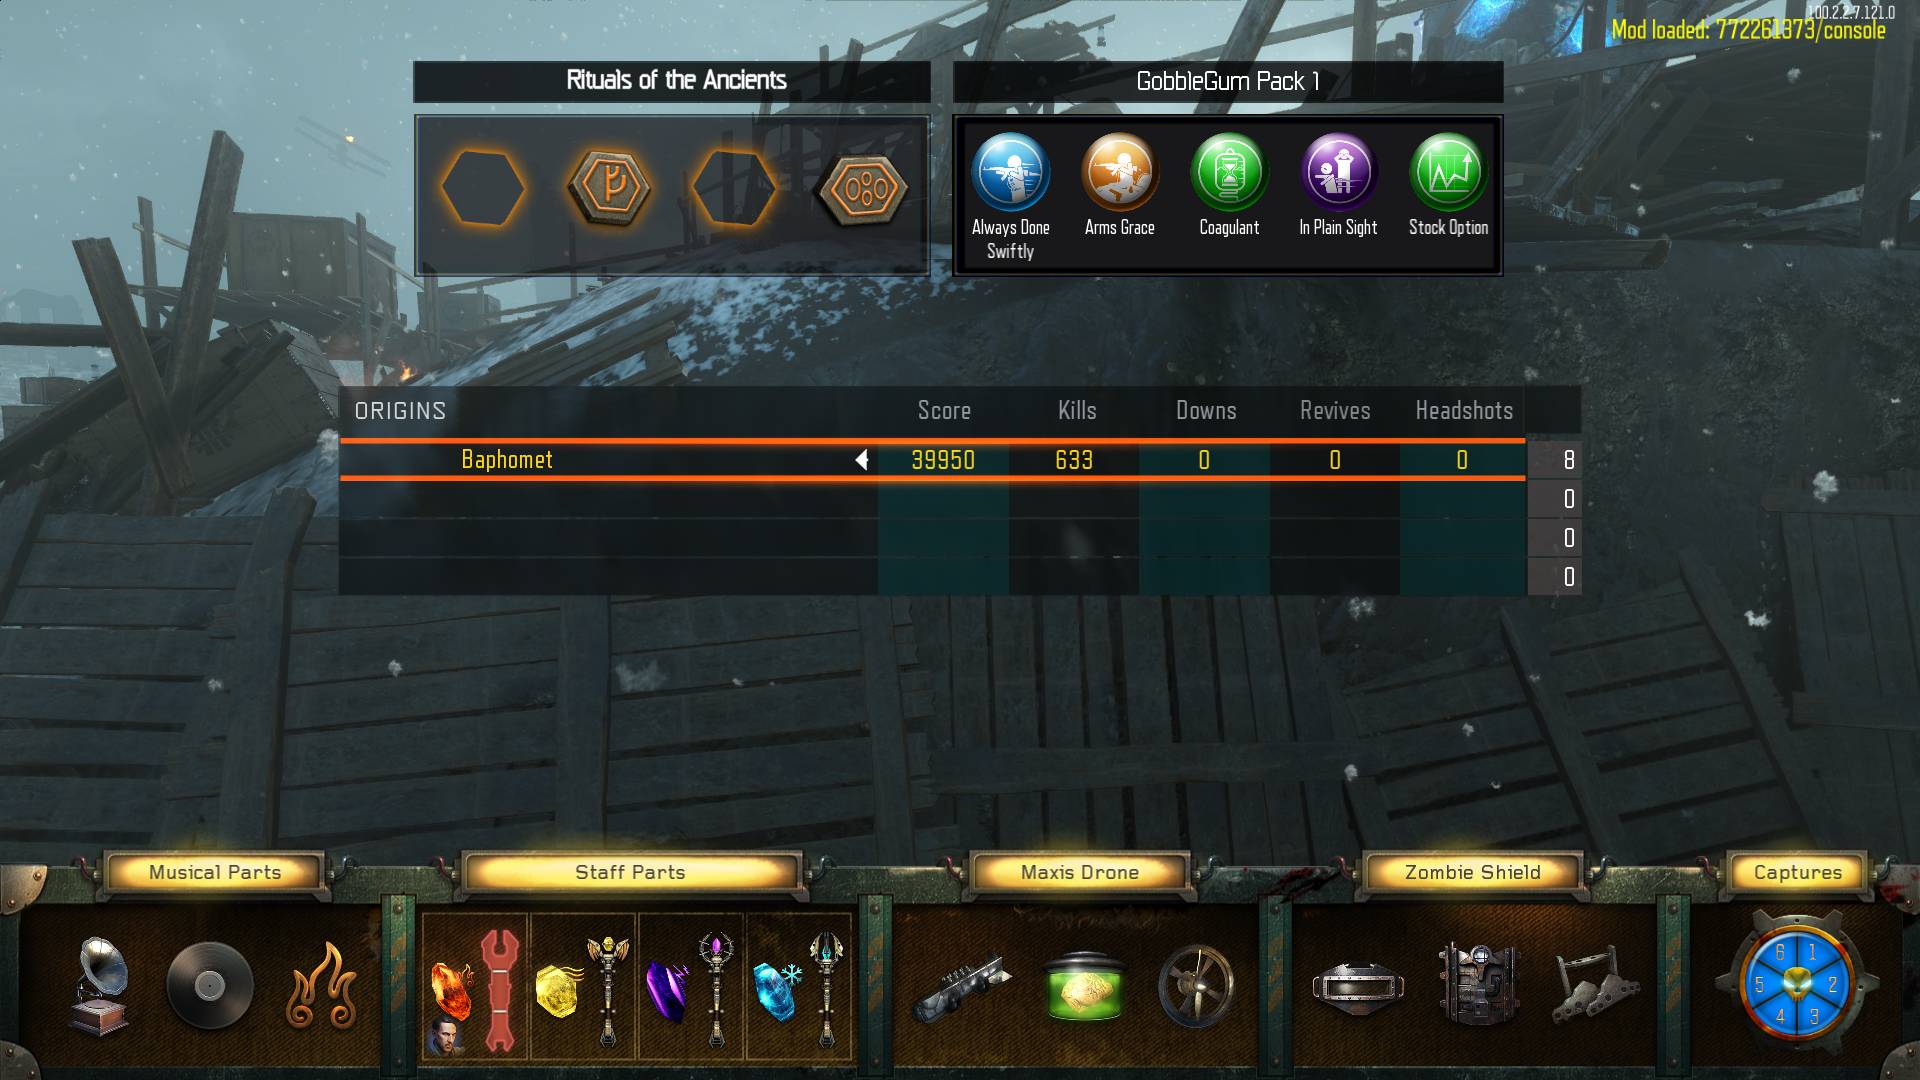 100.2.2.7.121.0
Mod loaded: 772261373/console
Rituals of the Ancients
GobbleGum Pack 1
Always Done Swiftly
Arms Grace
Coagulant
In Plain Sight
Stock Option
ORIGINS Score Kills Downs Revives Headshots
Baphomet 39950 633 0 0 0 8
0
0
0
Musical Parts
Staff Parts
Maxis Drone
Zombie Shield
Captures
6 1
5 2
4 3